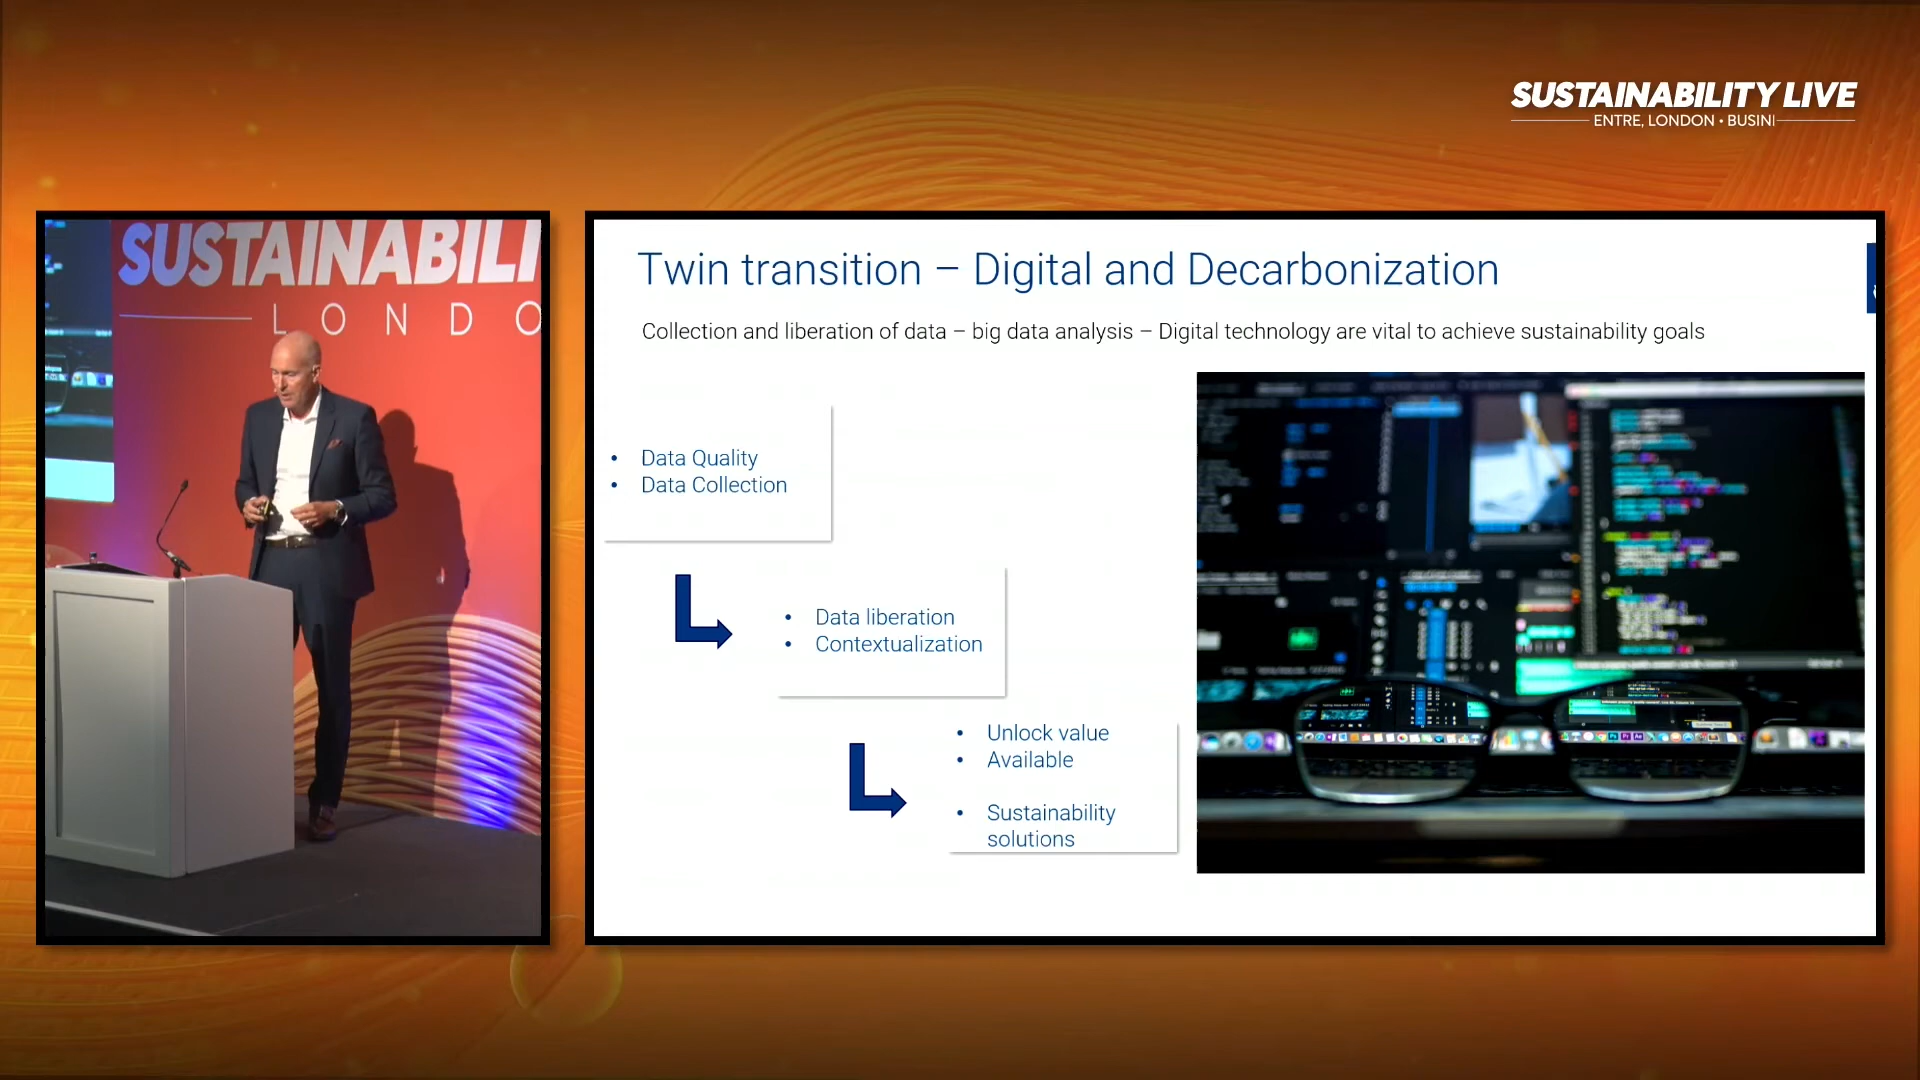 SUSTAINABILITY LIVE
ENTRE, LONDON • BUSINI
SUSTAINABILI
LONDO
Twin transition – Digital and Decarbonization
Collection and liberation of data – big data analysis – Digital technology are vital to achieve sustainability goals
• Data Quality
• Data Collection
• Data liberation
• Contextualization
• Unlock value
• Available
• Sustainability
solutions